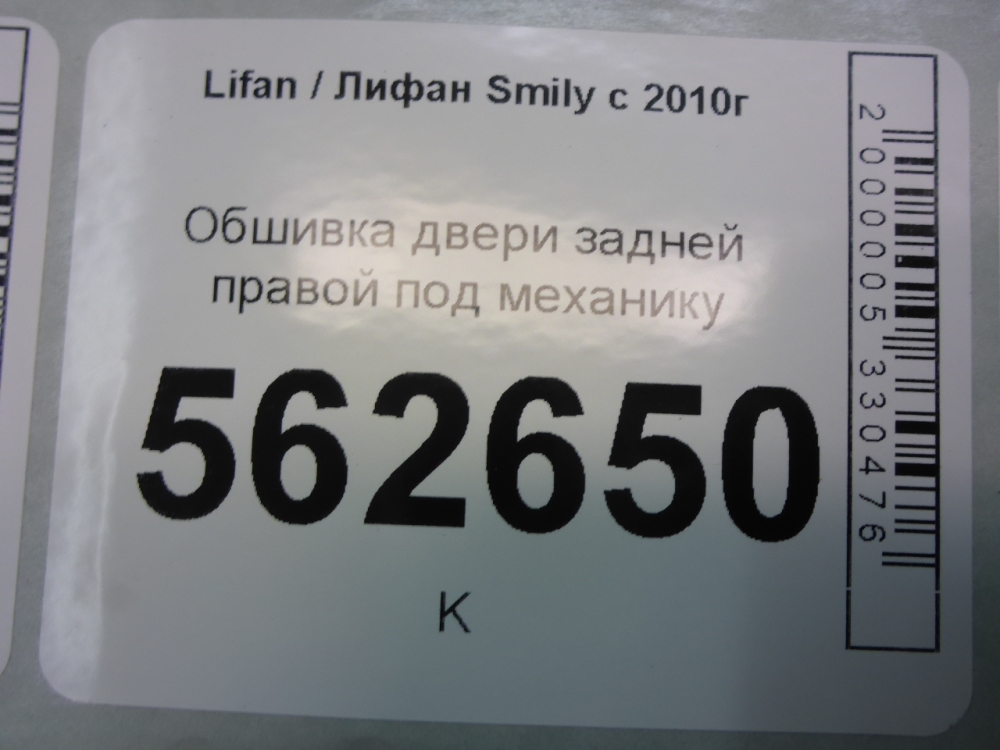 Lifan / Лифан Smily с 2010г
Обшивка двери задней
правой под механику
562650
К
2000005330476